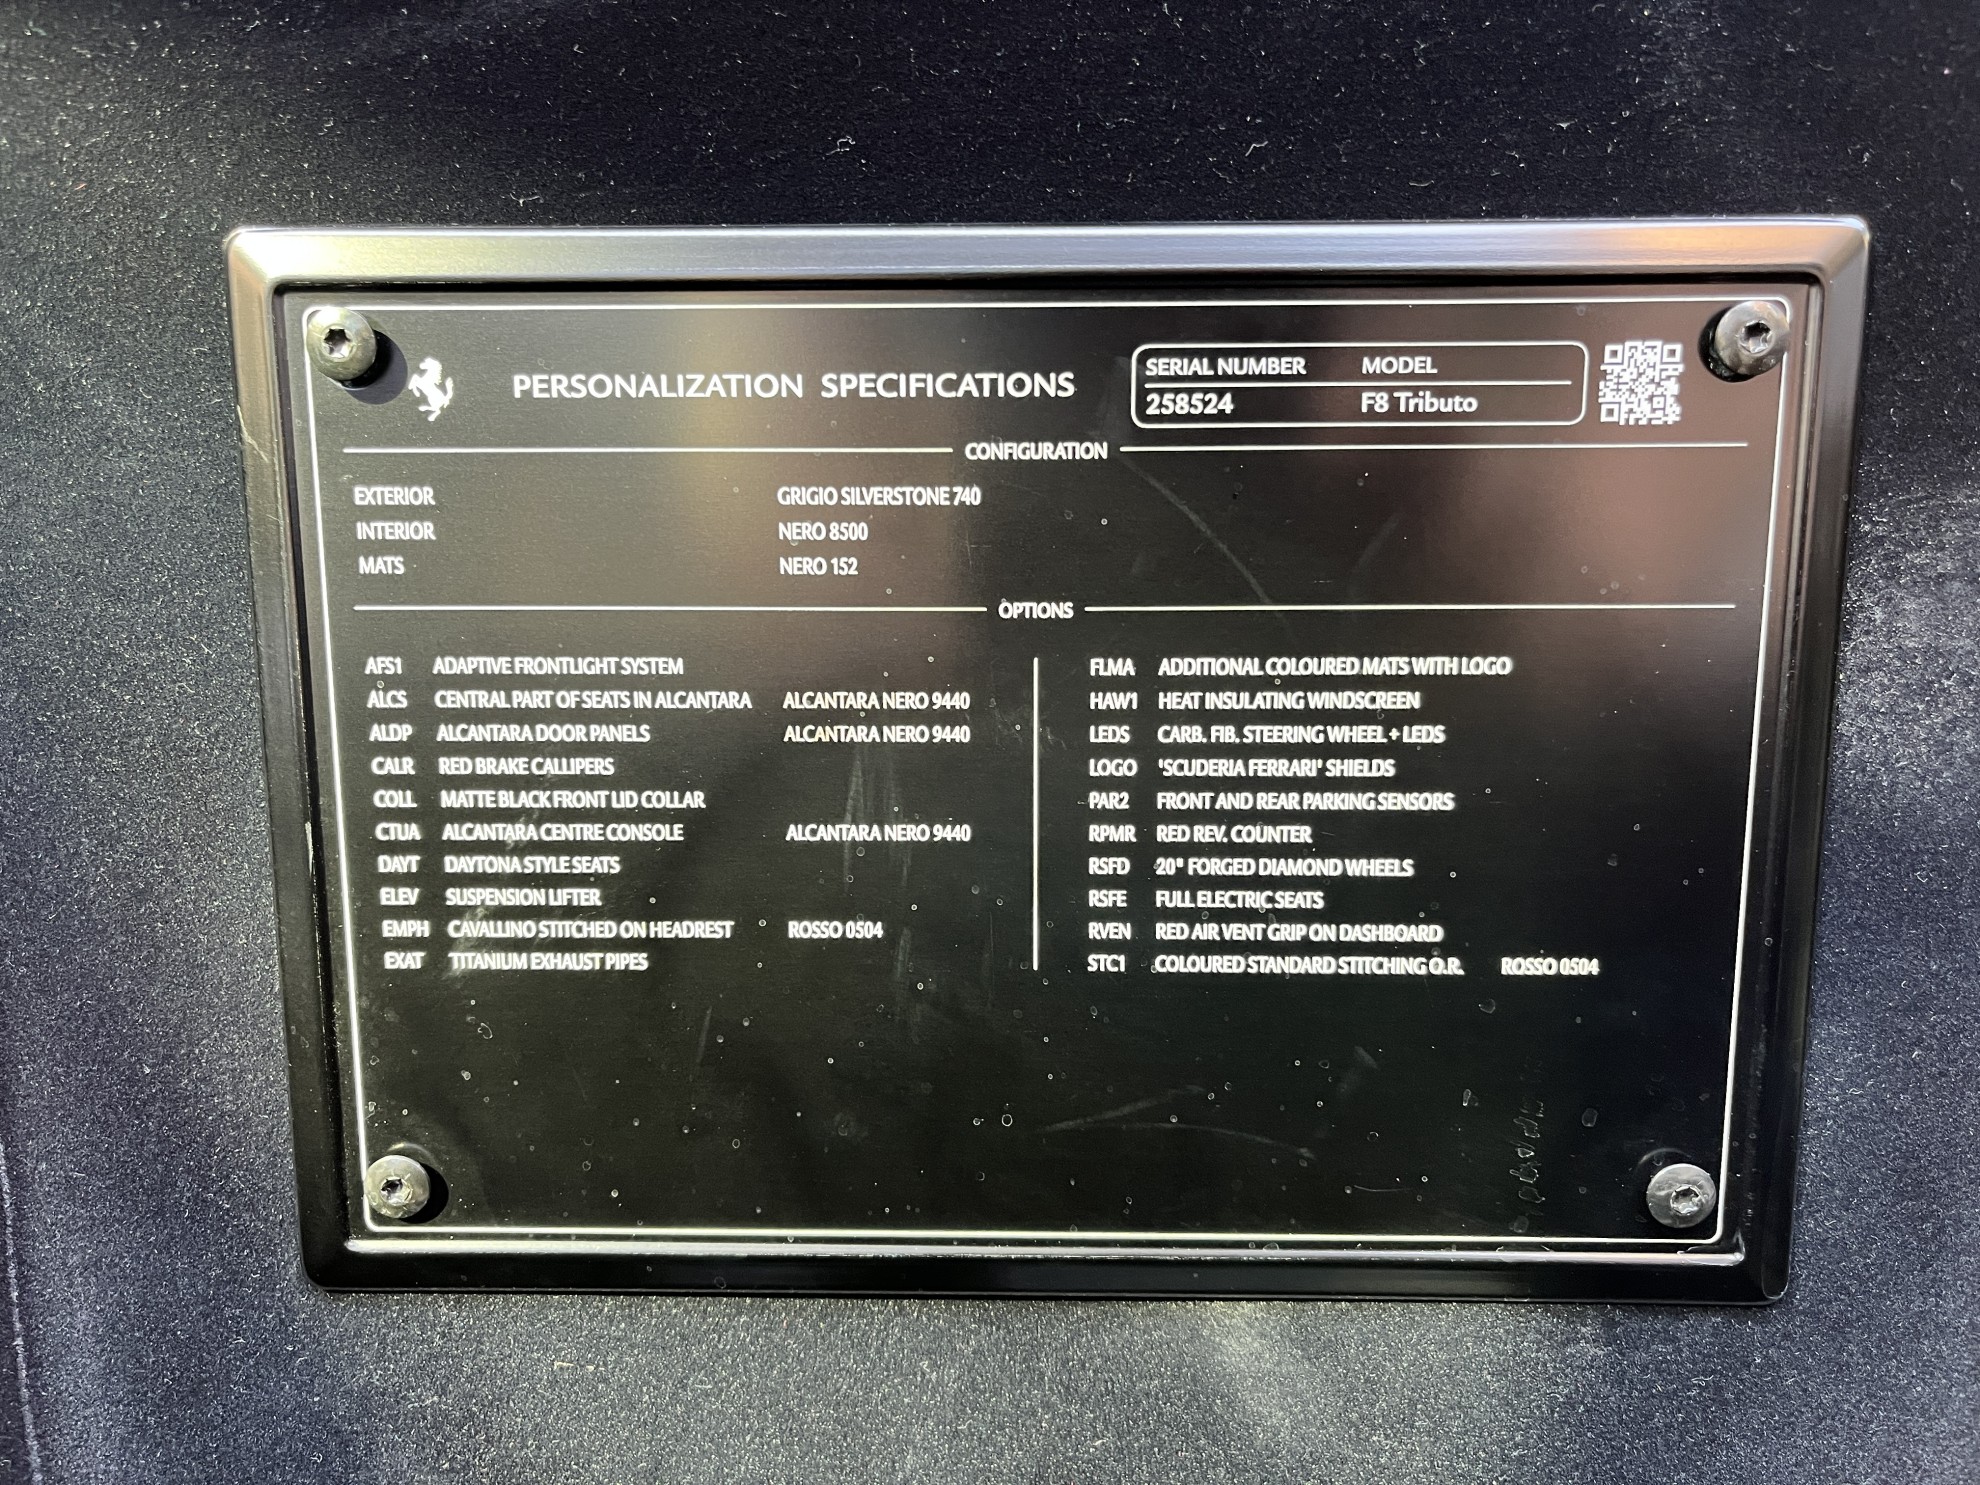 PERSONALIZATION SPECIFICATIONS
SERIAL NUMBER MODEL
258524 F8 Tributo
CONFIGURATION
EXTERIOR GRIGIO SILVERSTONE 740
INTERIOR NERO 8500
MATS NERO 152
OPTIONS
AFS1 ADAPTIVE FRONTLIGHT SYSTEM
ALCS CENTRAL PART OF SEATS IN ALCANTARA ALCANTARA NERO 9440
ALDP ALCANTARA DOOR PANELS ALCANTARA NERO 9440
CALR RED BRAKE CALLIPERS
COLL MATTE BLACK FRONT LID COLLAR
CTUA ALCANTARA CENTRE CONSOLE ALCANTARA NERO 9440
DAYT DAYTONA STYLE SEATS
ELEV SUSPENSION LIFTER
EMPH CAVALLINO STITCHED ON HEADREST ROSSO 0504
EXAT TITANIUM EXHAUST PIPES
FLMA ADDITIONAL COLOURED MATS WITH LOGO
HAW1 HEAT INSULATING WINDSCREEN
LEDS CARB. FIB. STEERING WHEEL + LEDS
LOGO 'SCUDERIA FERRARI' SHIELDS
PAR2 FRONT AND REAR PARKING SENSORS
RPMR RED REV. COUNTER
RSFD 20" FORGED DIAMOND WHEELS
RSFE FULL ELECTRIC SEATS
RVEN RED AIR VENT GRIP ON DASHBOARD
STC1 COLOURED STANDARD STITCHING O.R. ROSSO 0504